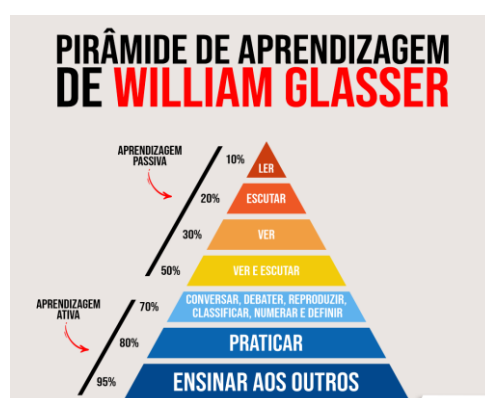 PIRÂMIDE DE APRENDIZAGEM
DE WILLIAM GLASSER
APRENDIZAGEM
PASSIVA
10%
LER
20%
ESCUTAR
30%
VER
50%
VER E ESCUTAR
APRENDIZAGEM
ATIVA
70%
CONVERSAR, DEBATER, REPRODUZIR,
CLASSIFICAR, NUMERAR E DEFINIR
80%
PRATICAR
95%
ENSINAR AOS OUTROS